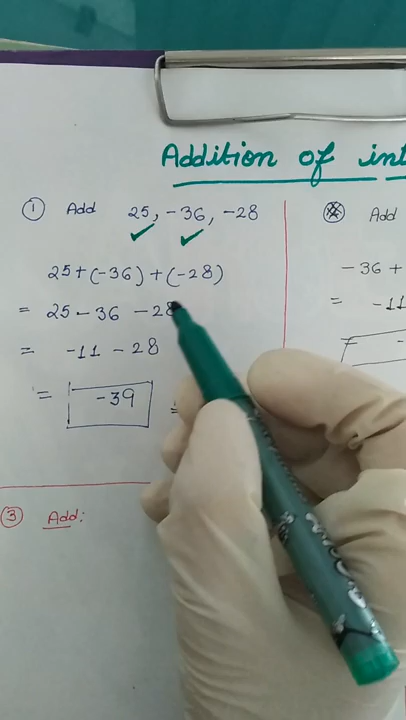 Addition of int
① Add 25, -36, -28
25+(-36)+(-28)
= 25 - 36 - 28
= -11 - 28
= -39 =
Add
-36 +
= -11
= -
③ Add: